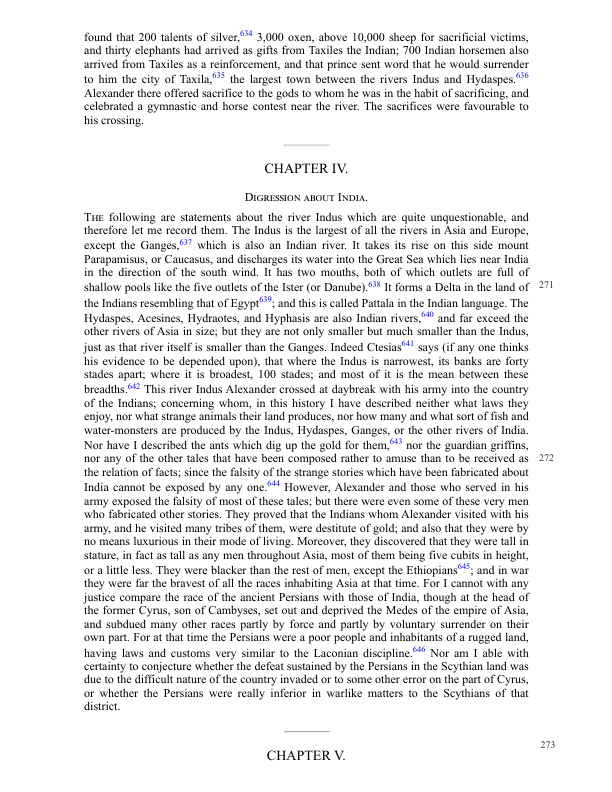 found that 200 talents of silver,634 3,000 oxen, above 10,000 sheep for sacrificial victims,
and thirty elephants had arrived as gifts from Taxiles the Indian; 700 Indian horsemen also
arrived from Taxiles as a reinforcement, and that prince sent word that he would surrender
to him the city of Taxila,635 the largest town between the rivers Indus and Hydaspes.636
Alexander there offered sacrifice to the gods to whom he was in the habit of sacrificing, and
celebrated a gymnastic and horse contest near the river. The sacrifices were favourable to
his crossing.
CHAPTER IV.
Digression about India.
The following are statements about the river Indus which are quite unquestionable, and
therefore let me record them. The Indus is the largest of all the rivers in Asia and Europe,
except the Ganges,637 which is also an Indian river. It takes its rise on this side mount
Parapamisus, or Caucasus, and discharges its water into the Great Sea which lies near India
in the direction of the south wind. It has two mouths, both of which outlets are full of
shallow pools like the five outlets of the Ister (or Danube).638 It forms a Delta in the land of 271
the Indians resembling that of Egypt639; and this is called Pattala in the Indian language. The
Hydaspes, Acesines, Hydraotes, and Hyphasis are also Indian rivers,640 and far exceed the
other rivers of Asia in size; but they are not only smaller but much smaller than the Indus,
just as that river itself is smaller than the Ganges. Indeed Ctesias641 says (if any one thinks
his evidence to be depended upon), that where the Indus is narrowest, its banks are forty
stades apart; where it is broadest, 100 stades; and most of it is the mean between these
breadths.642 This river Indus Alexander crossed at daybreak with his army into the country
of the Indians; concerning whom, in this history I have described neither what laws they
enjoy, nor what strange animals their land produces, nor how many and what sort of fish and
water-monsters are produced by the Indus, Hydaspes, Ganges, or the other rivers of India.
Nor have I described the ants which dig up the gold for them,643 nor the guardian griffins,
nor any of the other tales that have been composed rather to amuse than to be received as 272
the relation of facts; since the falsity of the strange stories which have been fabricated about
India cannot be exposed by any one.644 However, Alexander and those who served in his
army exposed the falsity of most of these tales; but there were even some of these very men
who fabricated other stories. They proved that the Indians whom Alexander visited with his
army, and he visited many tribes of them, were destitute of gold; and also that they were by
no means luxurious in their mode of living. Moreover, they discovered that they were tall in
stature, in fact as tall as any men throughout Asia, most of them being five cubits in height,
or a little less. They were blacker than the rest of men, except the Ethiopians645; and in war
they were far the bravest of all the races inhabiting Asia at that time. For I cannot with any
justice compare the race of the ancient Persians with those of India, though at the head of
the former Cyrus, son of Cambyses, set out and deprived the Medes of the empire of Asia,
and subdued many other races partly by force and partly by voluntary surrender on their
own part. For at that time the Persians were a poor people and inhabitants of a rugged land,
having laws and customs very similar to the Laconian discipline.646 Nor am I able with
certainty to conjecture whether the defeat sustained by the Persians in the Scythian land was
due to the difficult nature of the country invaded or to some other error on the part of Cyrus,
or whether the Persians were really inferior in warlike matters to the Scythians of that
district.
273
CHAPTER V.